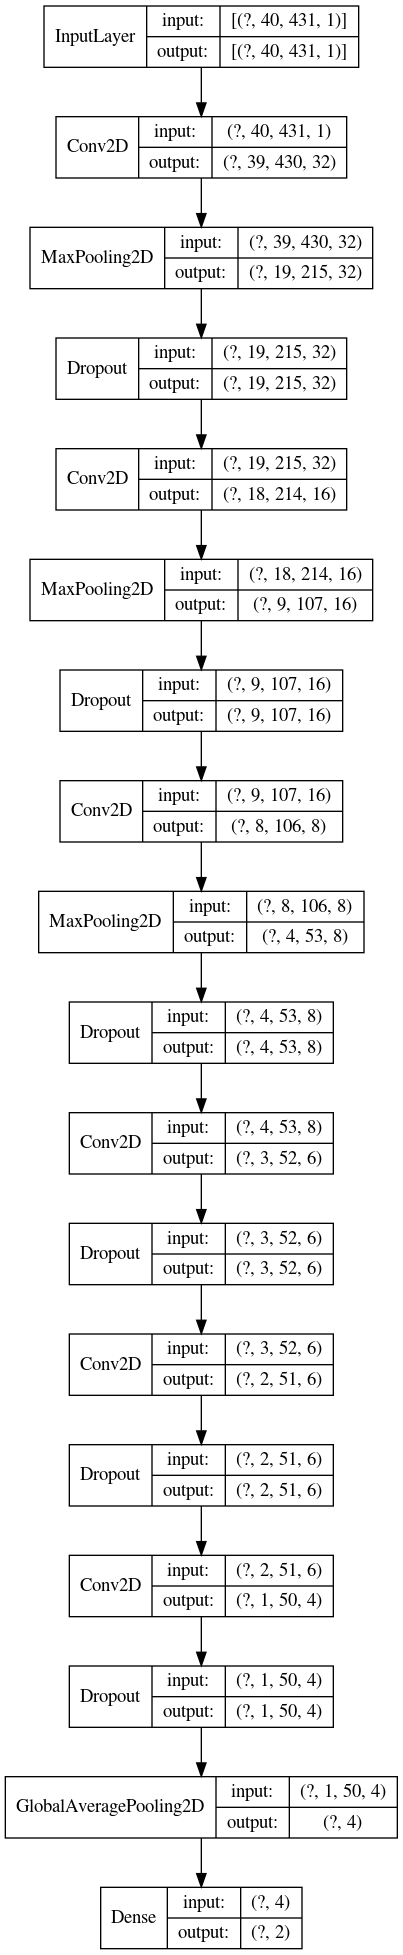 InputLayer
input: [(?, 40, 431, 1)]
output: [(?, 40, 431, 1)]
Conv2D
input: (?, 40, 431, 1)
output: (?, 39, 430, 32)
MaxPooling2D
input: (?, 39, 430, 32)
output: (?, 19, 215, 32)
Dropout
input: (?, 19, 215, 32)
output: (?, 19, 215, 32)
Conv2D
input: (?, 19, 215, 32)
output: (?, 18, 214, 16)
MaxPooling2D
input: (?, 18, 214, 16)
output: (?, 9, 107, 16)
Dropout
input: (?, 9, 107, 16)
output: (?, 9, 107, 16)
Conv2D
input: (?, 9, 107, 16)
output: (?, 8, 106, 8)
MaxPooling2D
input: (?, 8, 106, 8)
output: (?, 4, 53, 8)
Dropout
input: (?, 4, 53, 8)
output: (?, 4, 53, 8)
Conv2D
input: (?, 4, 53, 8)
output: (?, 3, 52, 6)
Dropout
input: (?, 3, 52, 6)
output: (?, 3, 52, 6)
Conv2D
input: (?, 3, 52, 6)
output: (?, 2, 51, 6)
Dropout
input: (?, 2, 51, 6)
output: (?, 2, 51, 6)
Conv2D
input: (?, 2, 51, 6)
output: (?, 1, 50, 4)
Dropout
input: (?, 1, 50, 4)
output: (?, 1, 50, 4)
GlobalAveragePooling2D
input: (?, 1, 50, 4)
output: (?, 4)
Dense
input: (?, 4)
output: (?, 2)